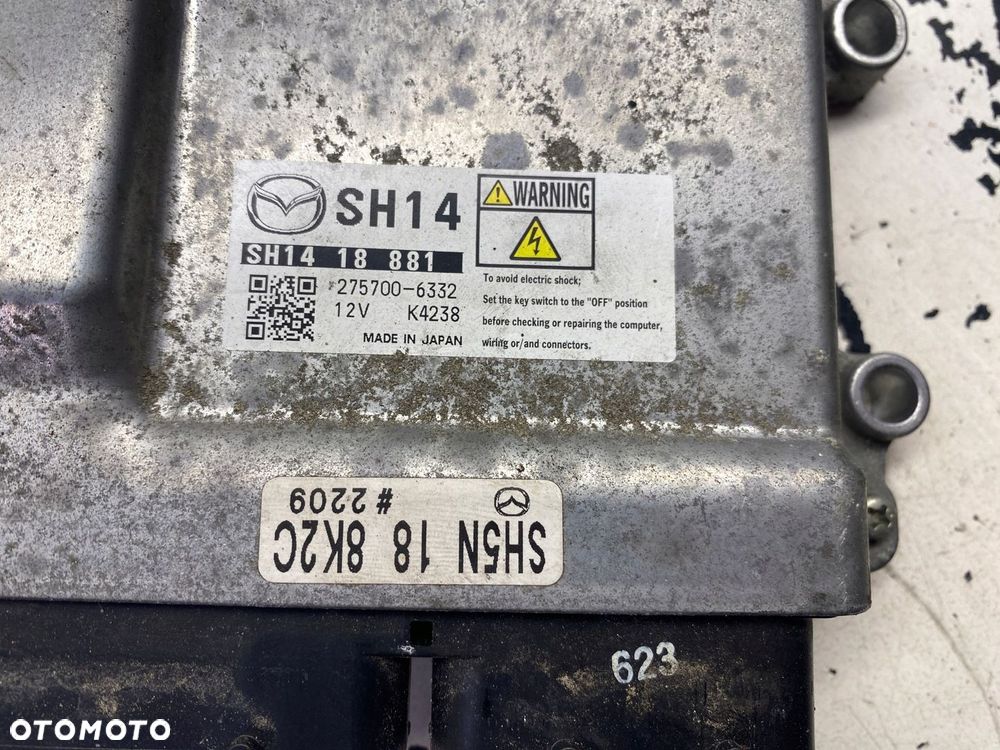 SH14
SH14 18 881
275700-6332
12V K4238
MADE IN JAPAN
WARNING
To avoid electric shock;
Set the key switch to the "OFF" position
before checking or repairing the computer,
wiring or/and connectors.
SH5N 18 8K2C
# 2209
623
OTOMOTO